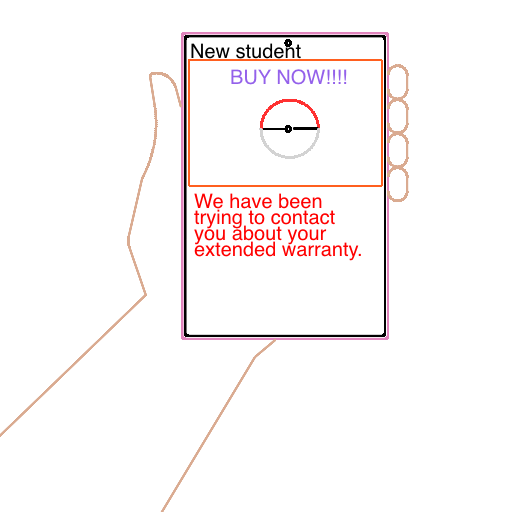 New student
BUY NOW!!!!
We have been
trying to contact
you about your
extended warranty.